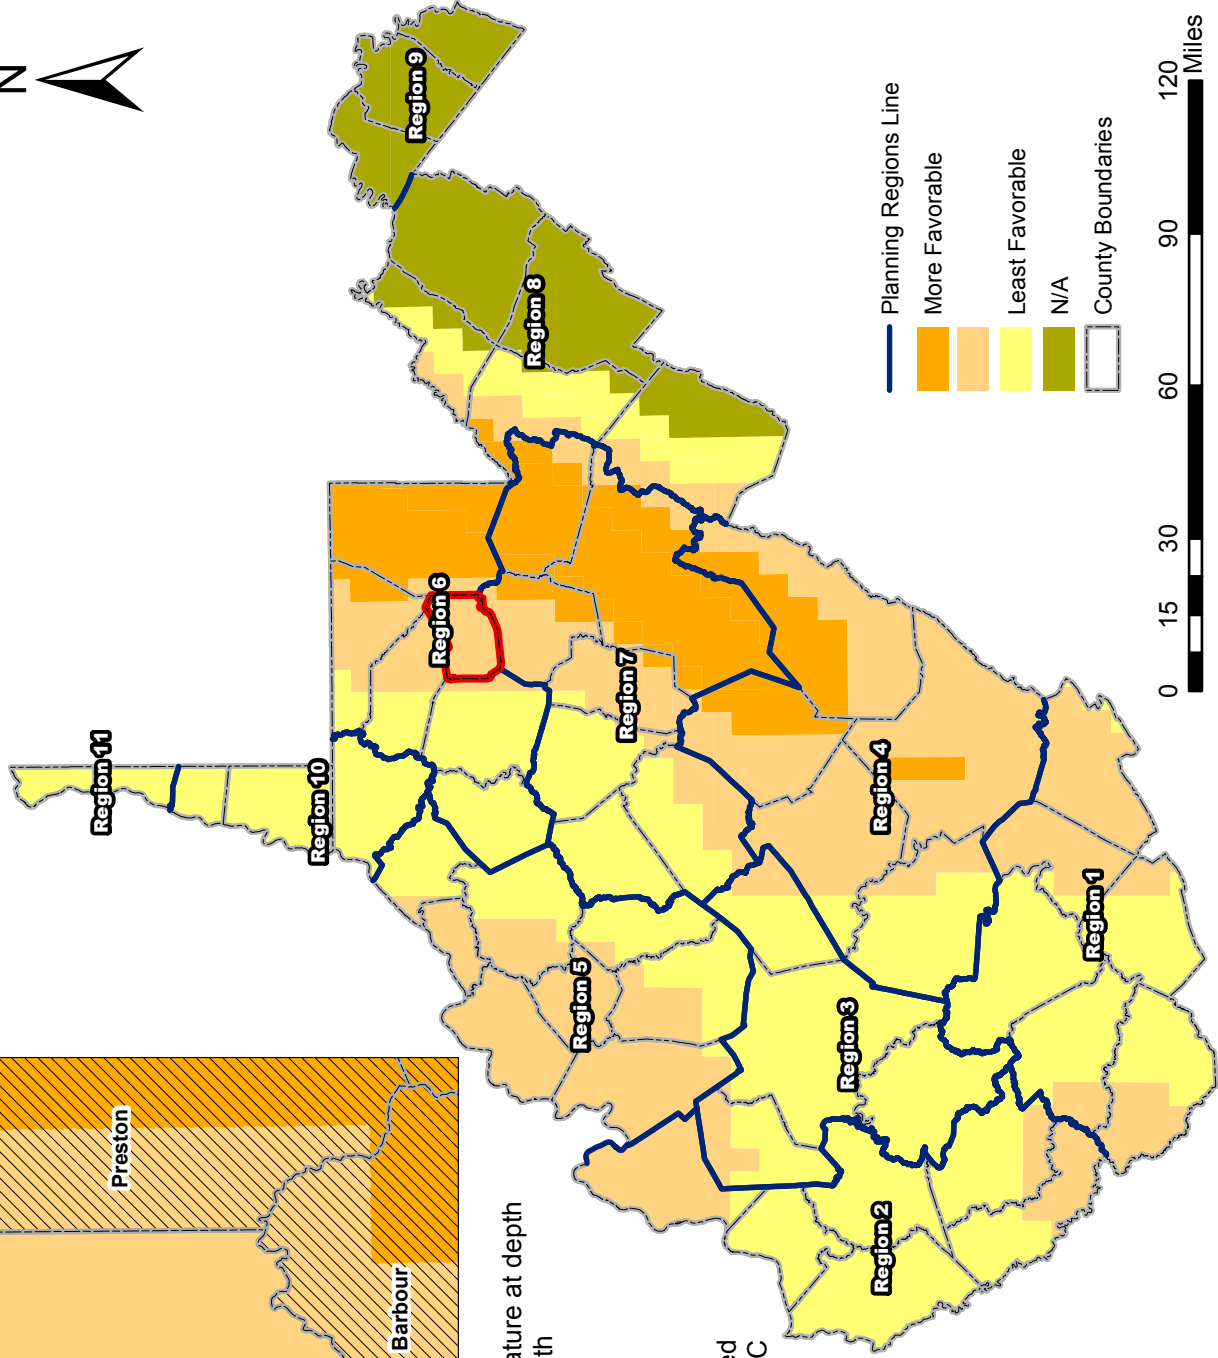 N
Region 11
Region 10
Region 9
Region 6
Region 8
Region 7
Region 5
Region 4
Region 3
Region 1
Region 2
Preston
Barbour
ature at depth
th
ed
C
Planning Regions Line
More Favorable
Least Favorable
N/A
County Boundaries
0 15 30 60 90 120
Miles